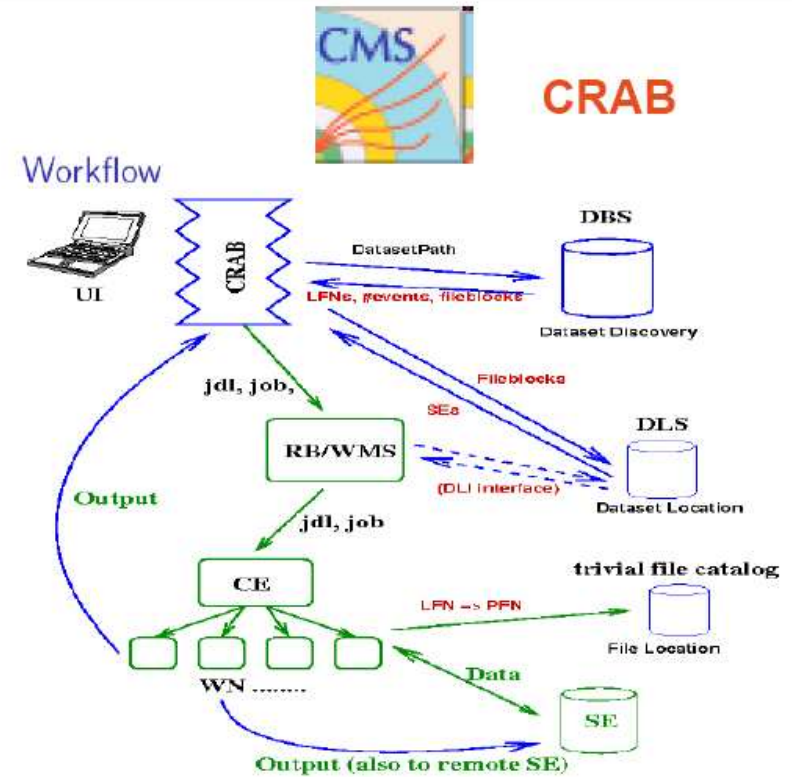 CMS
CRAB
Workflow
UI
CRAB
DatasetPath
DBS
LFNs, #events, fileblocks
Dataset Discovery
Fileblocks
SEs
jdl, job,
RB/WMS
(DLI interface)
DLS
Dataset Location
Output
jdl, job
CE
trivial file catalog
LFN --> PFN
File Location
WN ........
Data
SE
Output (also to remote SE)